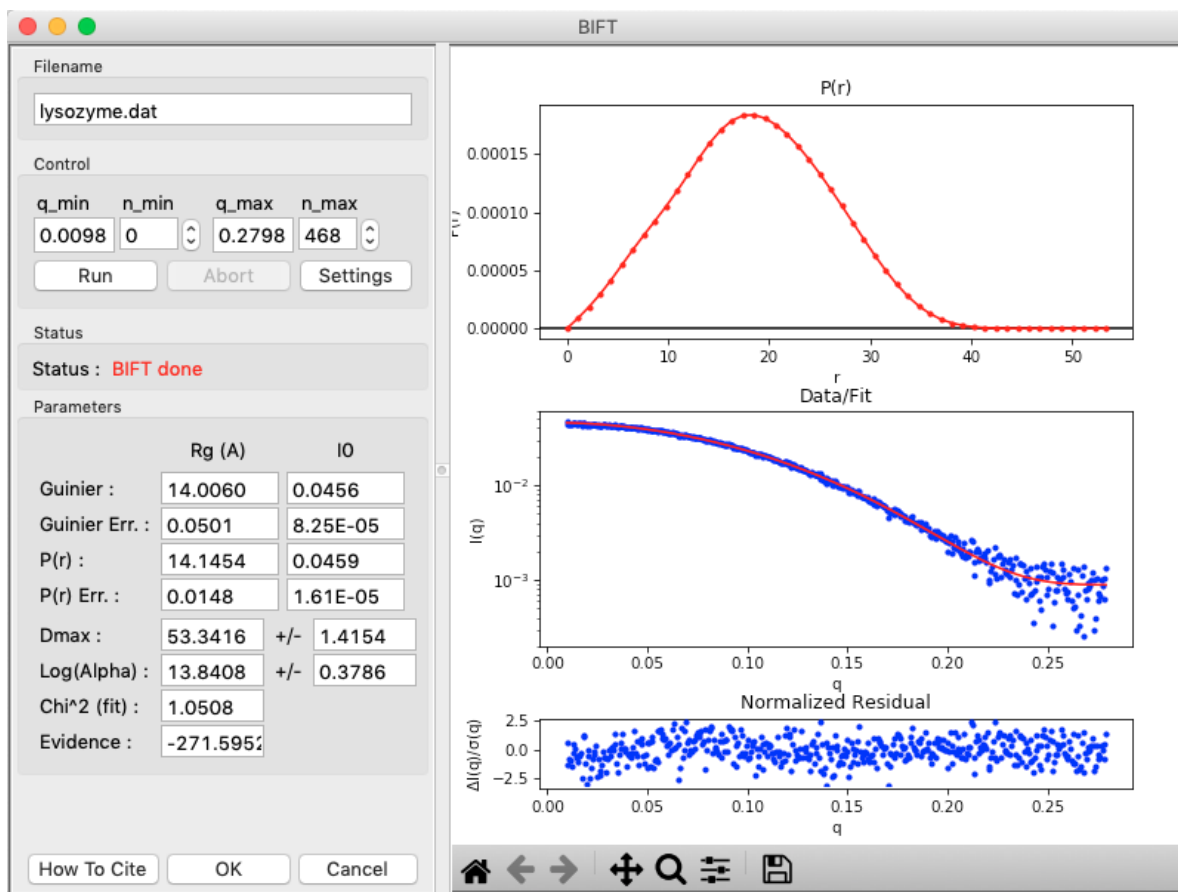 BIFT
Filename
lysozyme.dat
Control
q_min n_min q_max n_max
0.0098 0 0.2798 468
Run Abort Settings
Status
Status : BIFT done
Parameters
Rg (A) I0
Guinier : 14.0060 0.0456
Guinier Err. : 0.0501 8.25E-05
P(r) : 14.1454 0.0459
P(r) Err. : 0.0148 1.61E-05
Dmax : 53.3416 +/- 1.4154
Log(Alpha) : 13.8408 +/- 0.3786
Chi^2 (fit) : 1.0508
Evidence : -271.5952
How To Cite OK Cancel
P(r)
P(r)
0.00015
0.00010
0.00005
0.00000
0 10 20 30 40 50
r
Data/Fit
I(q)
10⁻²
10⁻³
0.00 0.05 0.10 0.15 0.20 0.25
q
Normalized Residual
ΔI(q)/σ(q)
2.5
0.0
−2.5
0.00 0.05 0.10 0.15 0.20 0.25
q